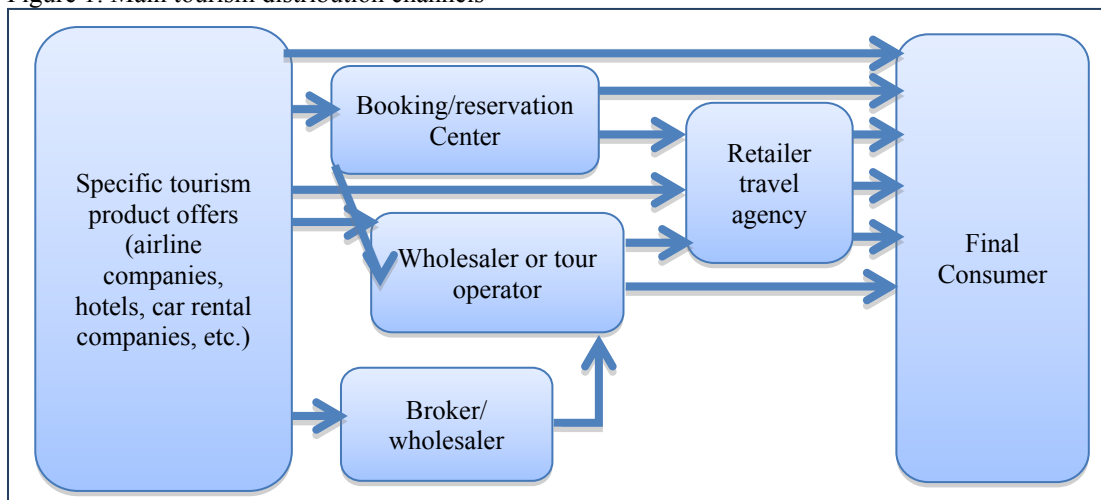 Figure 1. Main tourism distribution channels
Specific tourism
product offers
(airline
companies,
hotels, car rental
companies, etc.)
Booking/reservation
Center
Wholesaler or tour
operator
Broker/
wholesaler
Retailer
travel
agency
Final
Consumer